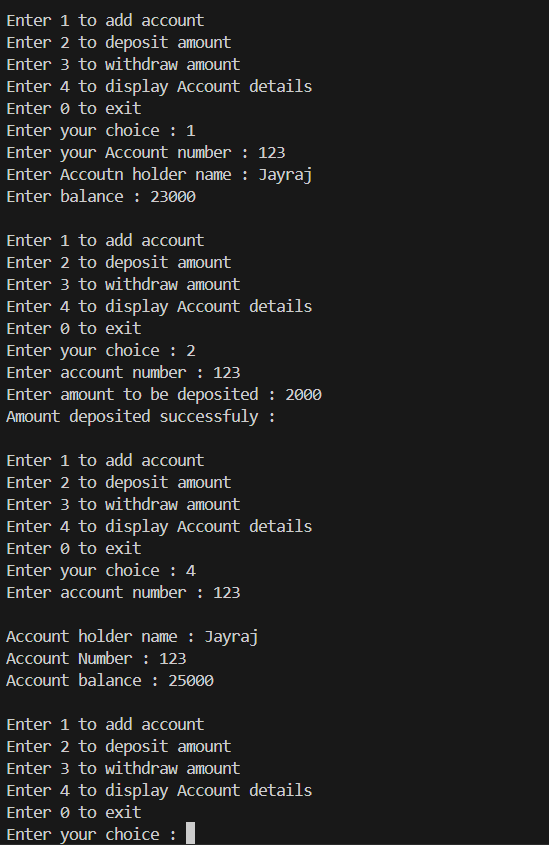 Enter 1 to add account
Enter 2 to deposit amount
Enter 3 to withdraw amount
Enter 4 to display Account details
Enter 0 to exit
Enter your choice : 1
Enter your Account number : 123
Enter Accoutn holder name : Jayraj
Enter balance : 23000

Enter 1 to add account
Enter 2 to deposit amount
Enter 3 to withdraw amount
Enter 4 to display Account details
Enter 0 to exit
Enter your choice : 2
Enter account number : 123
Enter amount to be deposited : 2000
Amount deposited successfuly :

Enter 1 to add account
Enter 2 to deposit amount
Enter 3 to withdraw amount
Enter 4 to display Account details
Enter 0 to exit
Enter your choice : 4
Enter account number : 123

Account holder name : Jayraj
Account Number : 123
Account balance : 25000

Enter 1 to add account
Enter 2 to deposit amount
Enter 3 to withdraw amount
Enter 4 to display Account details
Enter 0 to exit
Enter your choice :